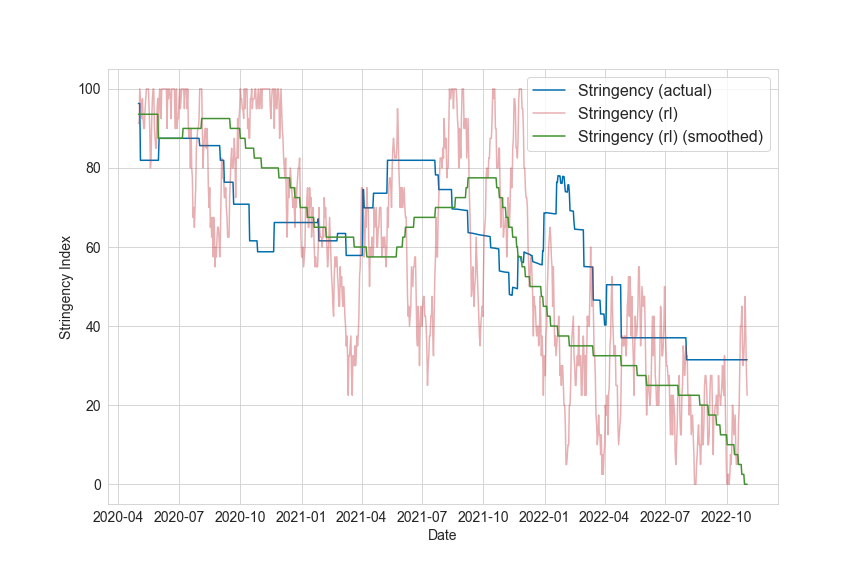 Stringency (actual)
Stringency (rl)
Stringency (rl) (smoothed)
100
80
60
40
20
0
Stringency Index
2020-04 2020-07 2020-10 2021-01 2021-04 2021-07 2021-10 2022-01 2022-04 2022-07 2022-10
Date